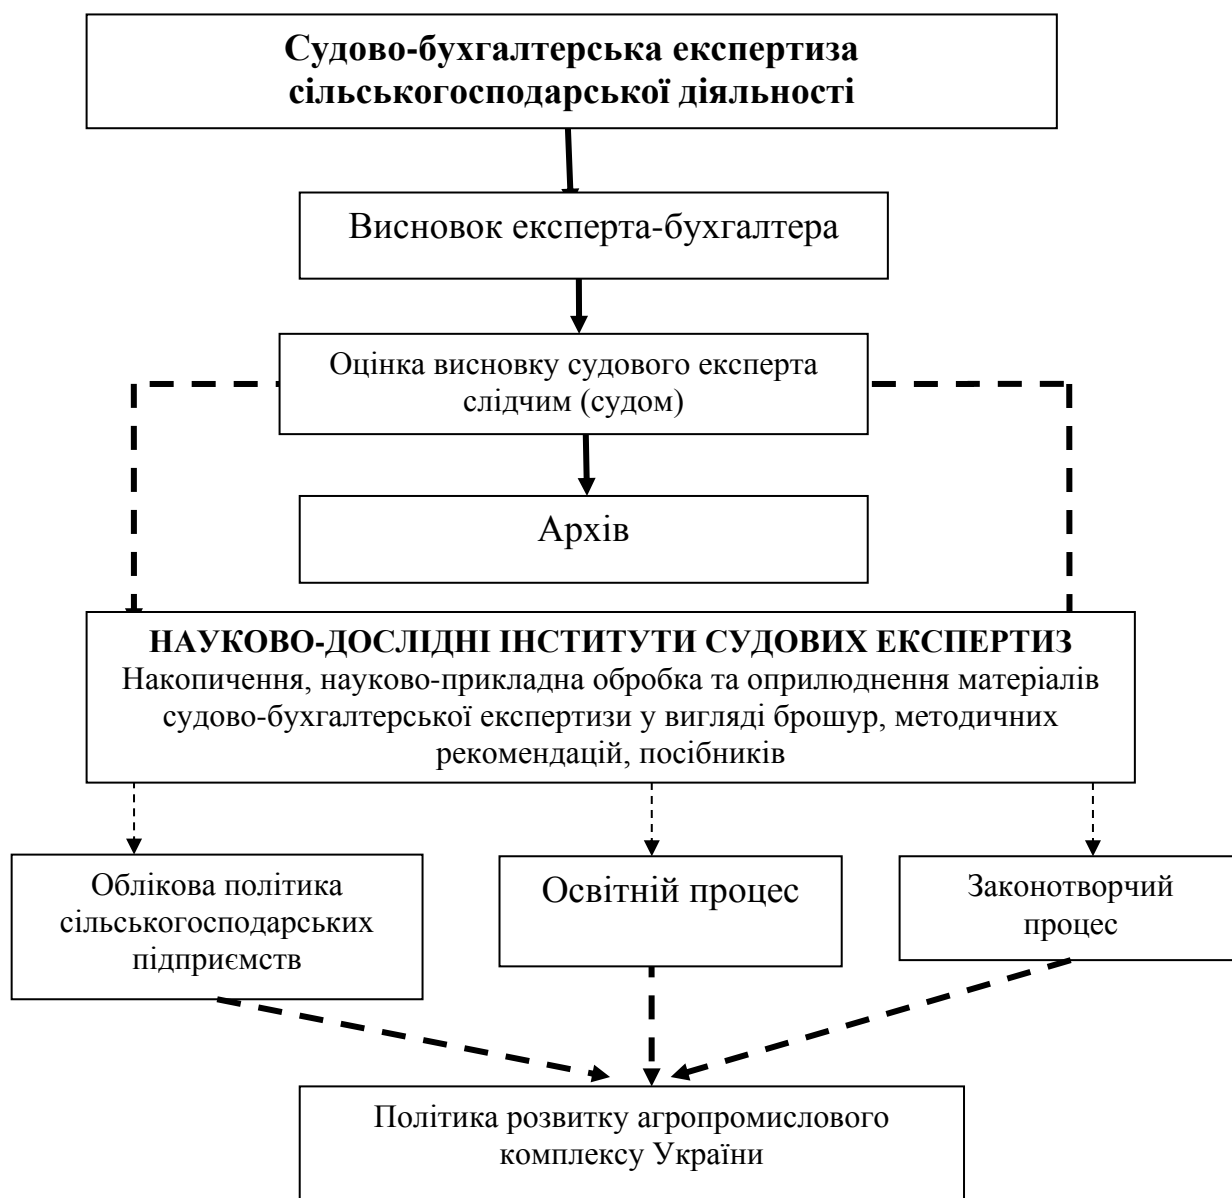 Судово-бухгалтерська експертиза
сільськогосподарської діяльності
Висновок експерта-бухгалтера
Оцінка висновку судового експерта
слідчим (судом)
Архів
НАУКОВО-ДОСЛІДНІ ІНСТИТУТИ СУДОВИХ ЕКСПЕРТИЗ
Накопичення, науково-прикладна обробка та оприлюднення матеріалів
судово-бухгалтерської експертизи у вигляді брошур, методичних
рекомендацій, посібників
Облікова політика
сільськогосподарських
підприємств
Освітній процес
Законотворчий
процес
Політика розвитку агропромислового
комплексу України